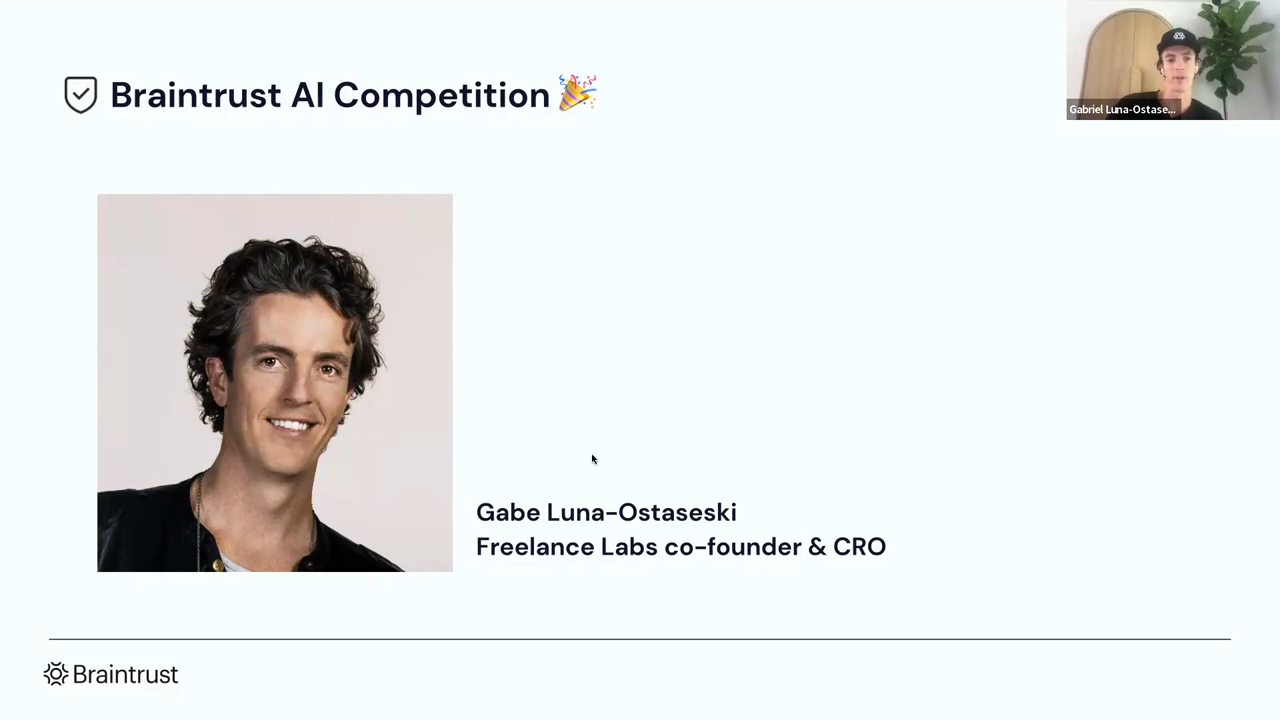 Braintrust AI Competition 🎉
Gabriel Luna-Ostase...
Gabe Luna-Ostaseski
Freelance Labs co-founder & CRO
Braintrust